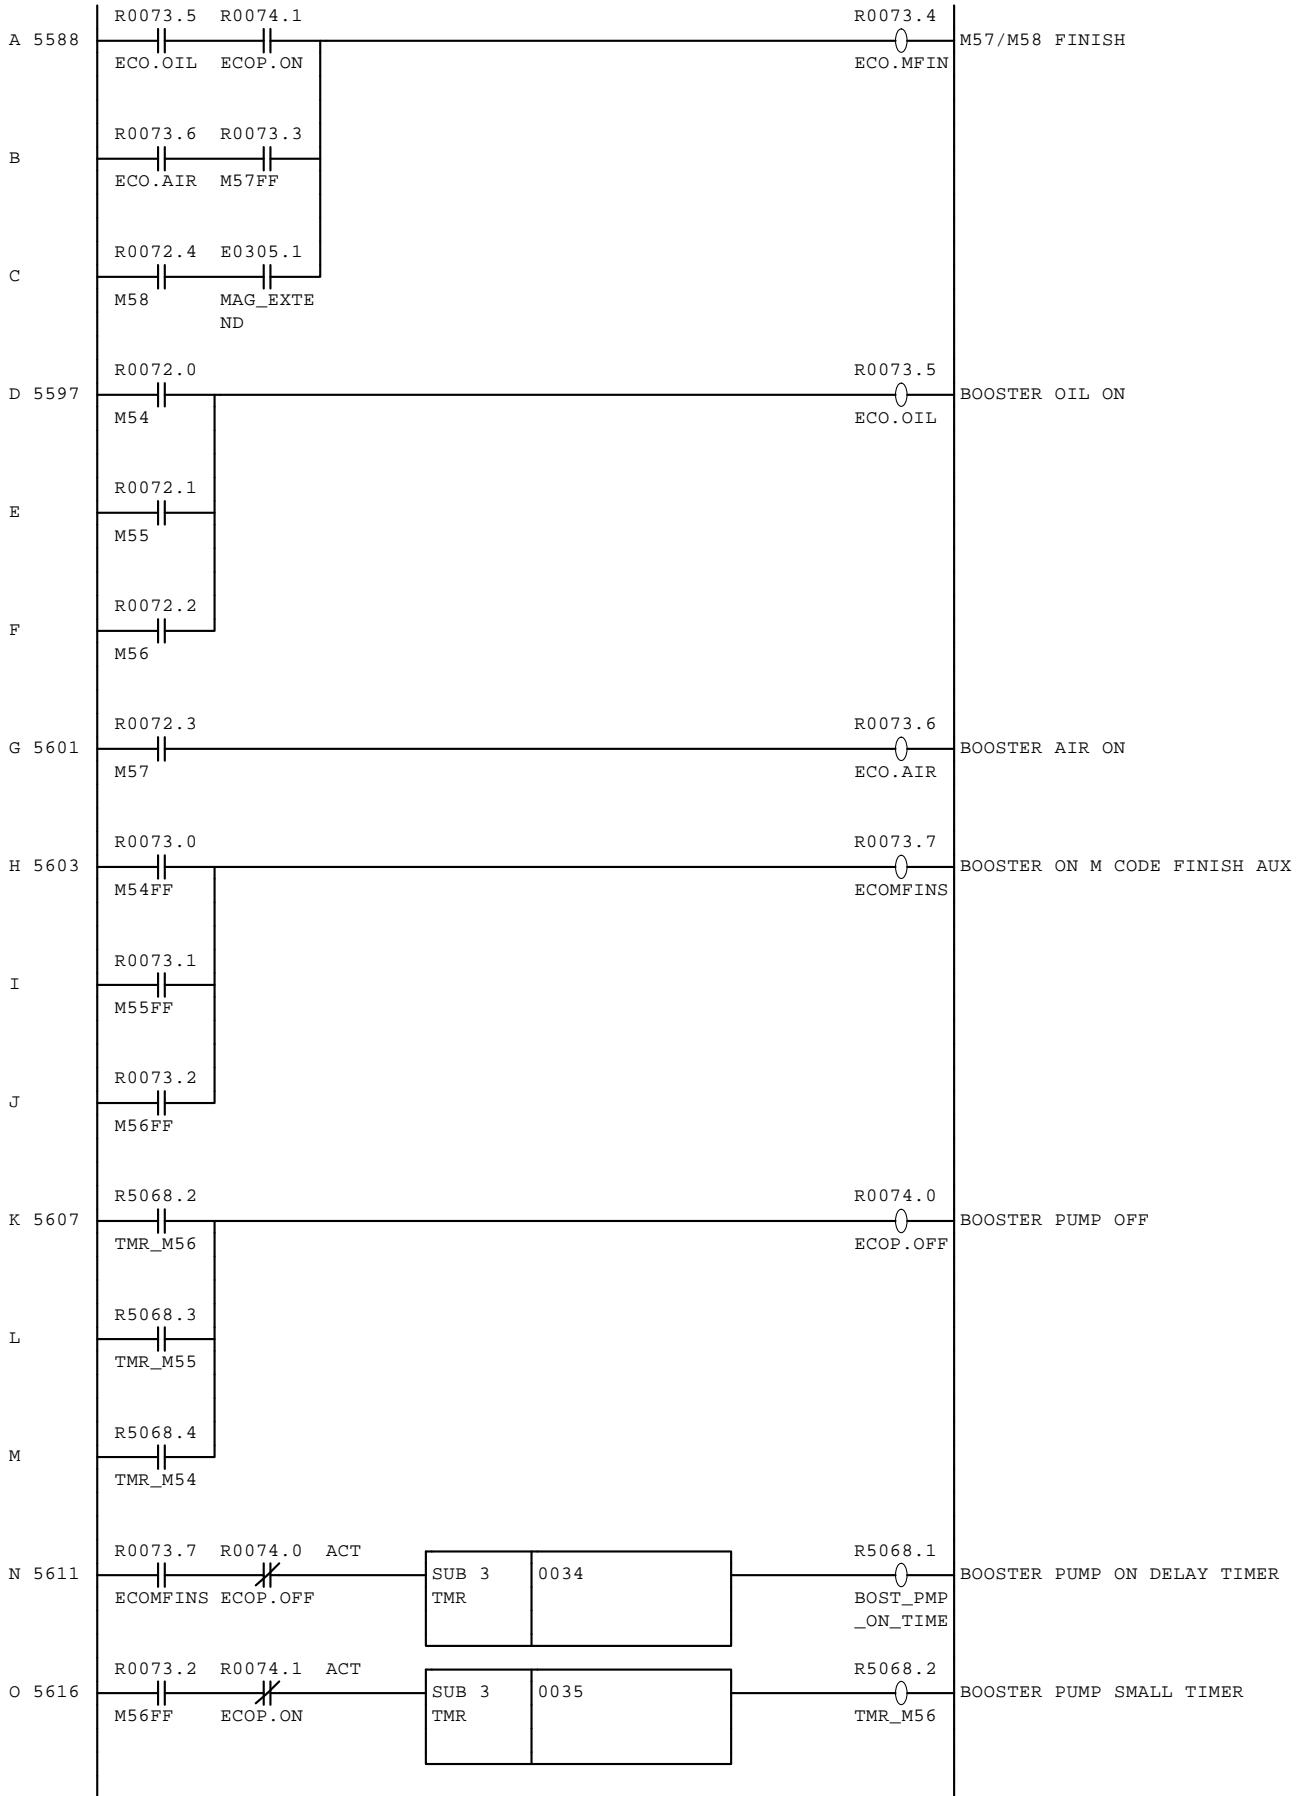 R0073.5 R0074.1 R0073.4
A 5588 M57/M58 FINISH
ECO.OIL ECOP.ON ECO.MFIN
R0073.6 R0073.3
B
ECO.AIR M57FF
R0072.4 E0305.1
C
M58 MAG_EXTE
ND
R0072.0 R0073.5
D 5597 BOOSTER OIL ON
M54 ECO.OIL
R0072.1
E
M55
R0072.2
F
M56
R0072.3 R0073.6
G 5601 BOOSTER AIR ON
M57 ECO.AIR
R0073.0 R0073.7
H 5603 BOOSTER ON M CODE FINISH AUX
M54FF ECOMFINS
R0073.1
I
M55FF
R0073.2
J
M56FF
R5068.2 R0074.0
K 5607 BOOSTER PUMP OFF
TMR_M56 ECOP.OFF
R5068.3
L
TMR_M55
R5068.4
M
TMR_M54
R0073.7 R0074.0 ACT R5068.1
N 5611 SUB 3 0034 BOOSTER PUMP ON DELAY TIMER
ECOMFINS ECOP.OFF TMR BOST_PMP
_ON_TIME
R0073.2 R0074.1 ACT R5068.2
O 5616 SUB 3 0035 BOOSTER PUMP SMALL TIMER
M56FF ECOP.ON TMR TMR_M56